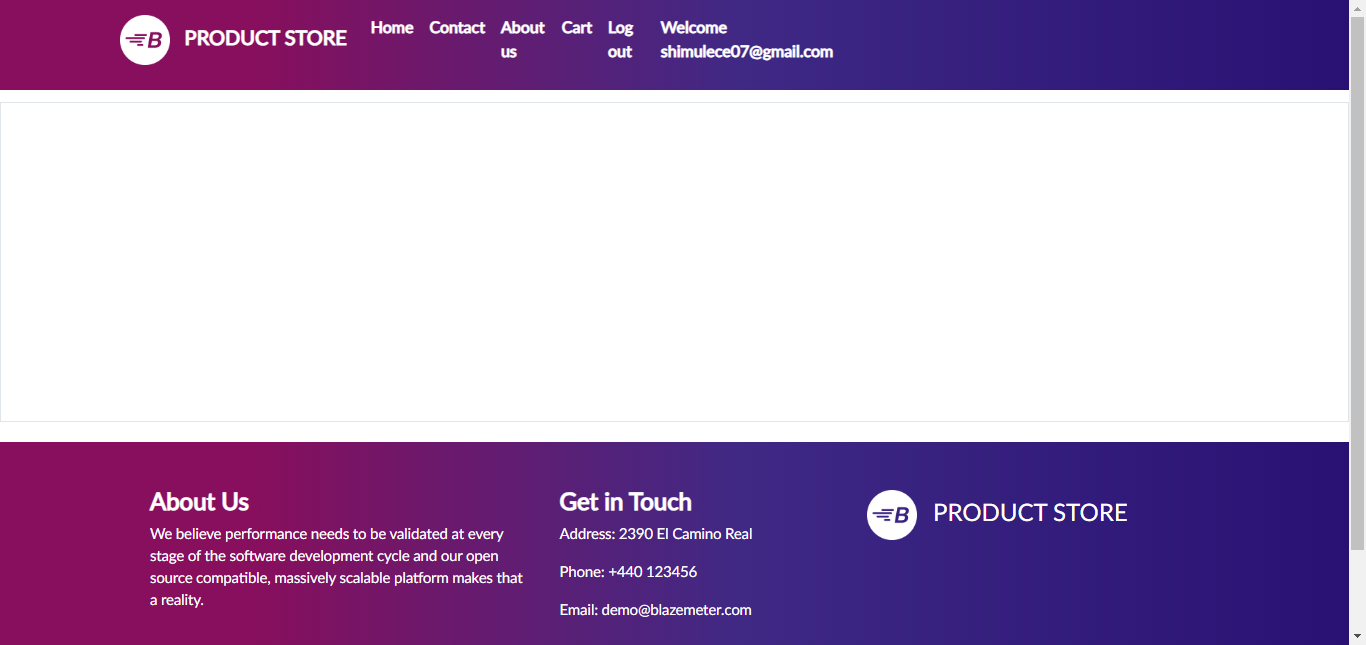 B PRODUCT STORE Home Contact About us Cart Log out Welcome shimulece07@gmail.com
About Us
We believe performance needs to be validated at every
stage of the software development cycle and our open
source compatible, massively scalable platform makes that
a reality.
Get in Touch
Address: 2390 El Camino Real
Phone: +440 123456
Email: demo@blazemeter.com
B PRODUCT STORE